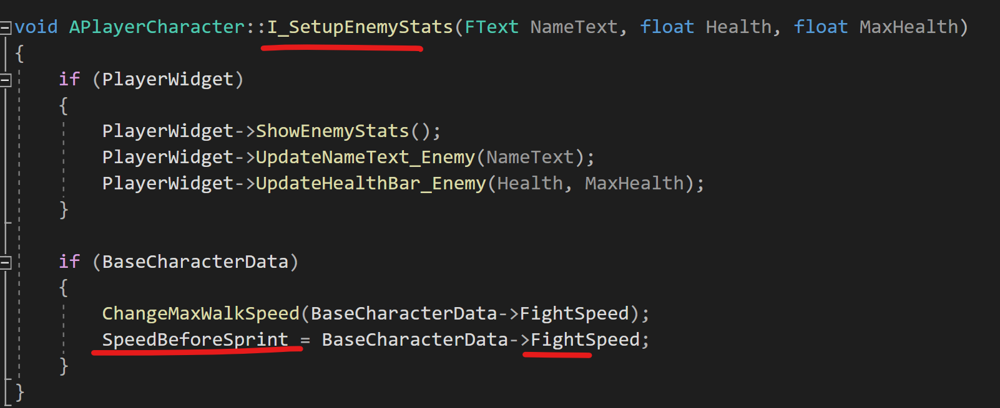 void APlayerCharacter::I_SetupEnemyStats(FText NameText, float Health, float MaxHealth)
{
if (PlayerWidget)
{
PlayerWidget->ShowEnemyStats();
PlayerWidget->UpdateNameText_Enemy(NameText);
PlayerWidget->UpdateHealthBar_Enemy(Health, MaxHealth);
}
if (BaseCharacterData)
{
ChangeMaxWalkSpeed(BaseCharacterData->FightSpeed);
SpeedBeforeSprint = BaseCharacterData->FightSpeed;
}
}